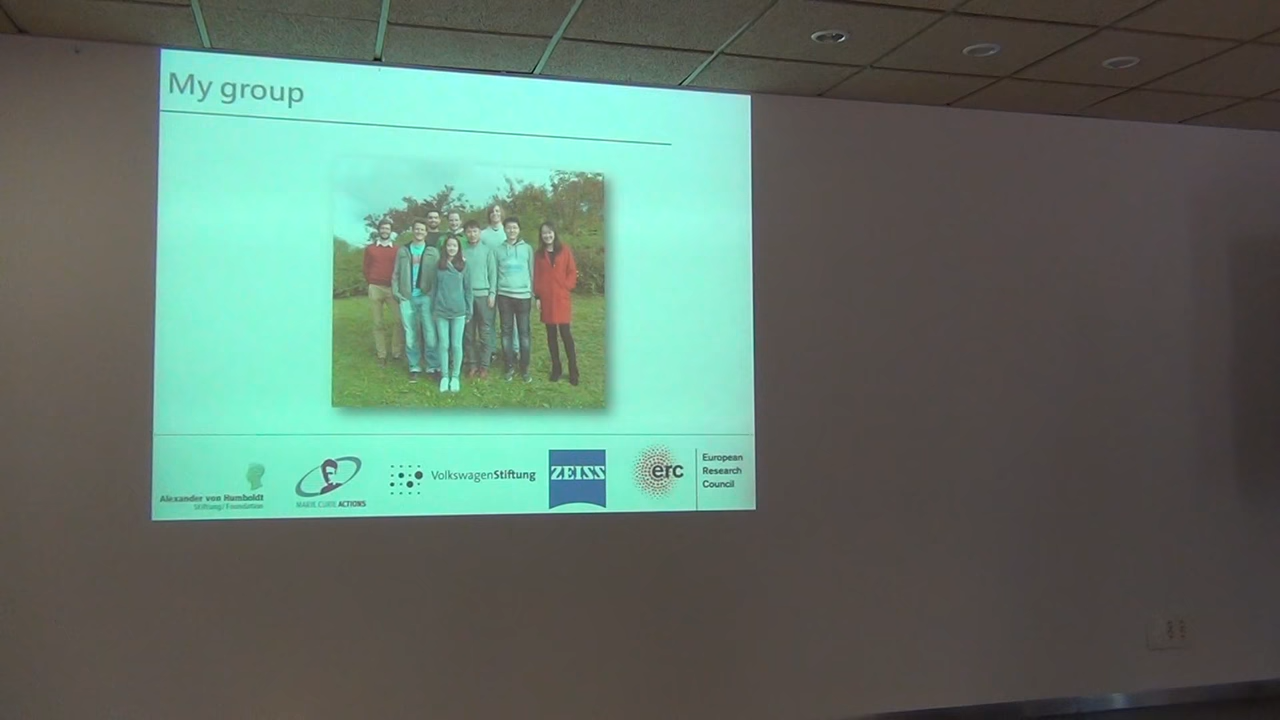 My group
Alexander von Humboldt
Stiftung/Foundation
MARIE CURIE ACTIONS
VolkswagenStiftung
ZEISS
erc
European
Research
Council